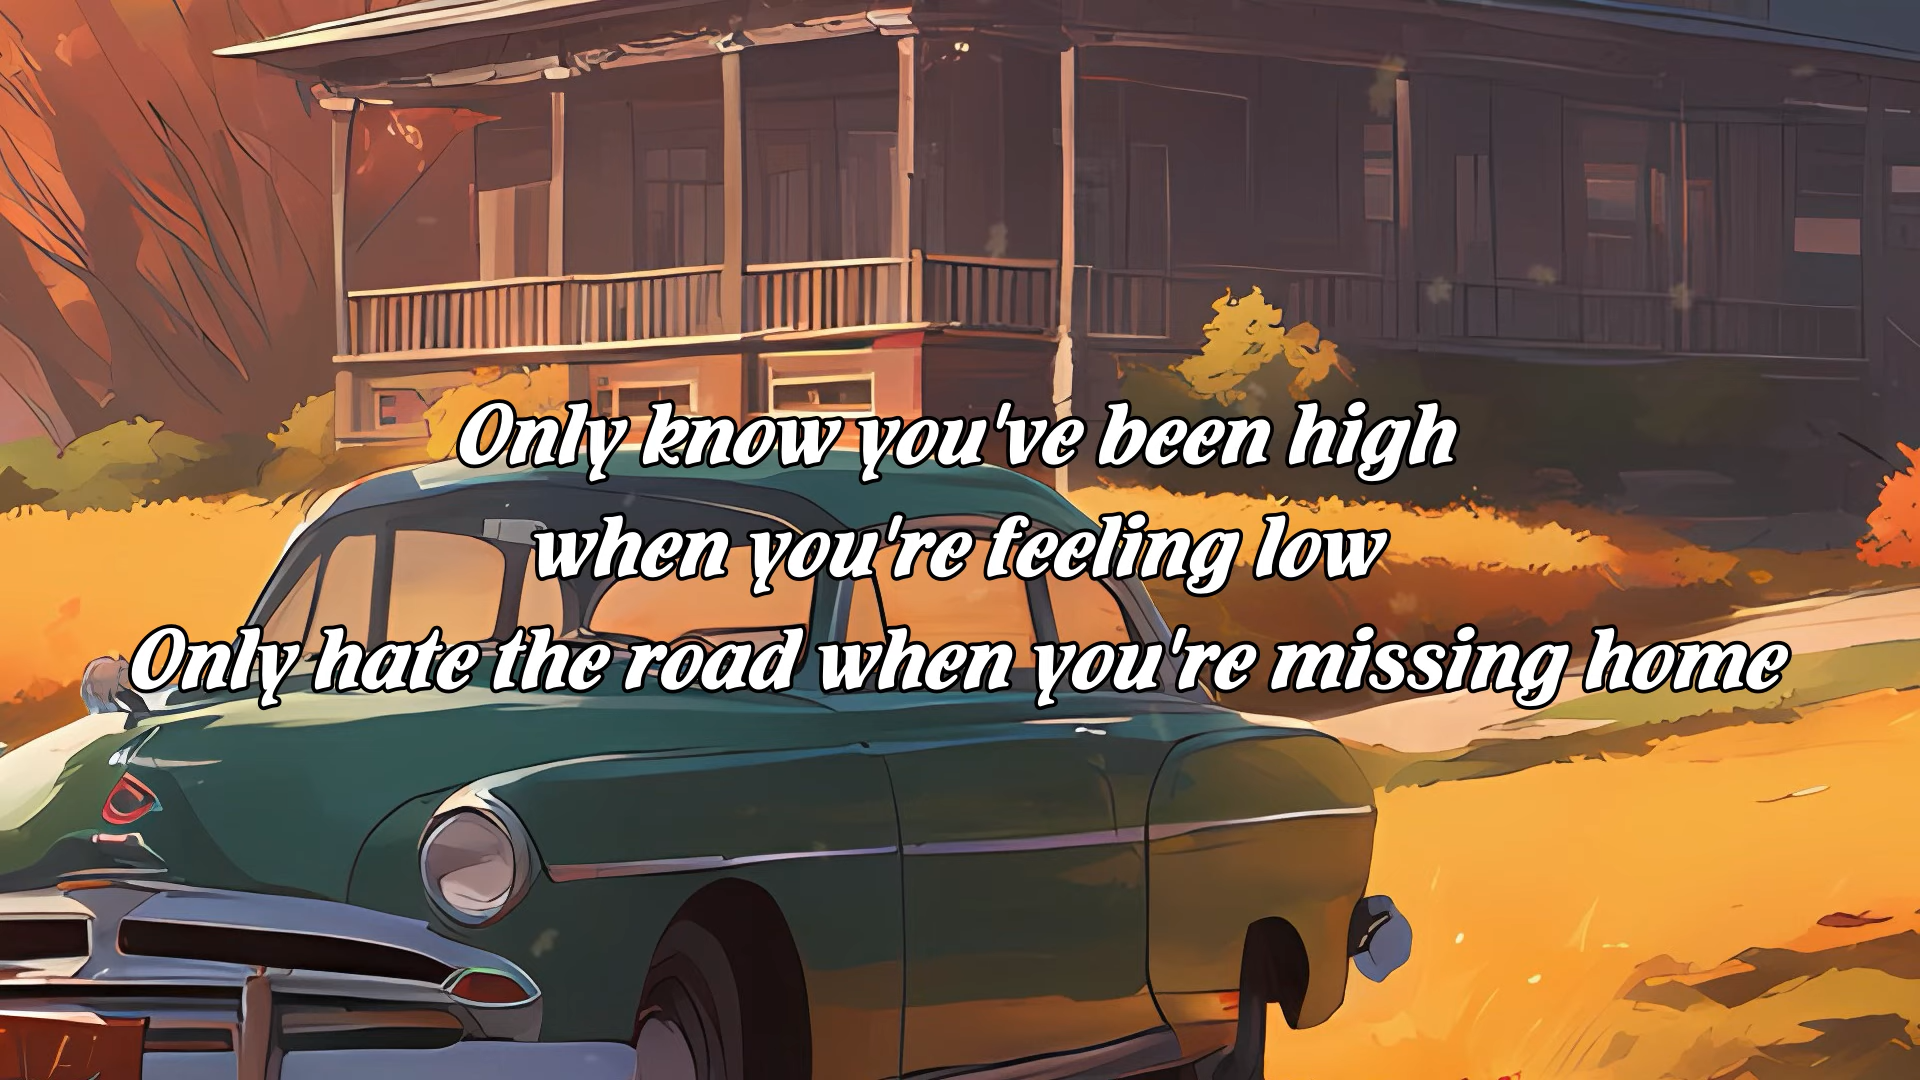 Only know you've been high
when you're feeling low
Only hate the road when you're missing home